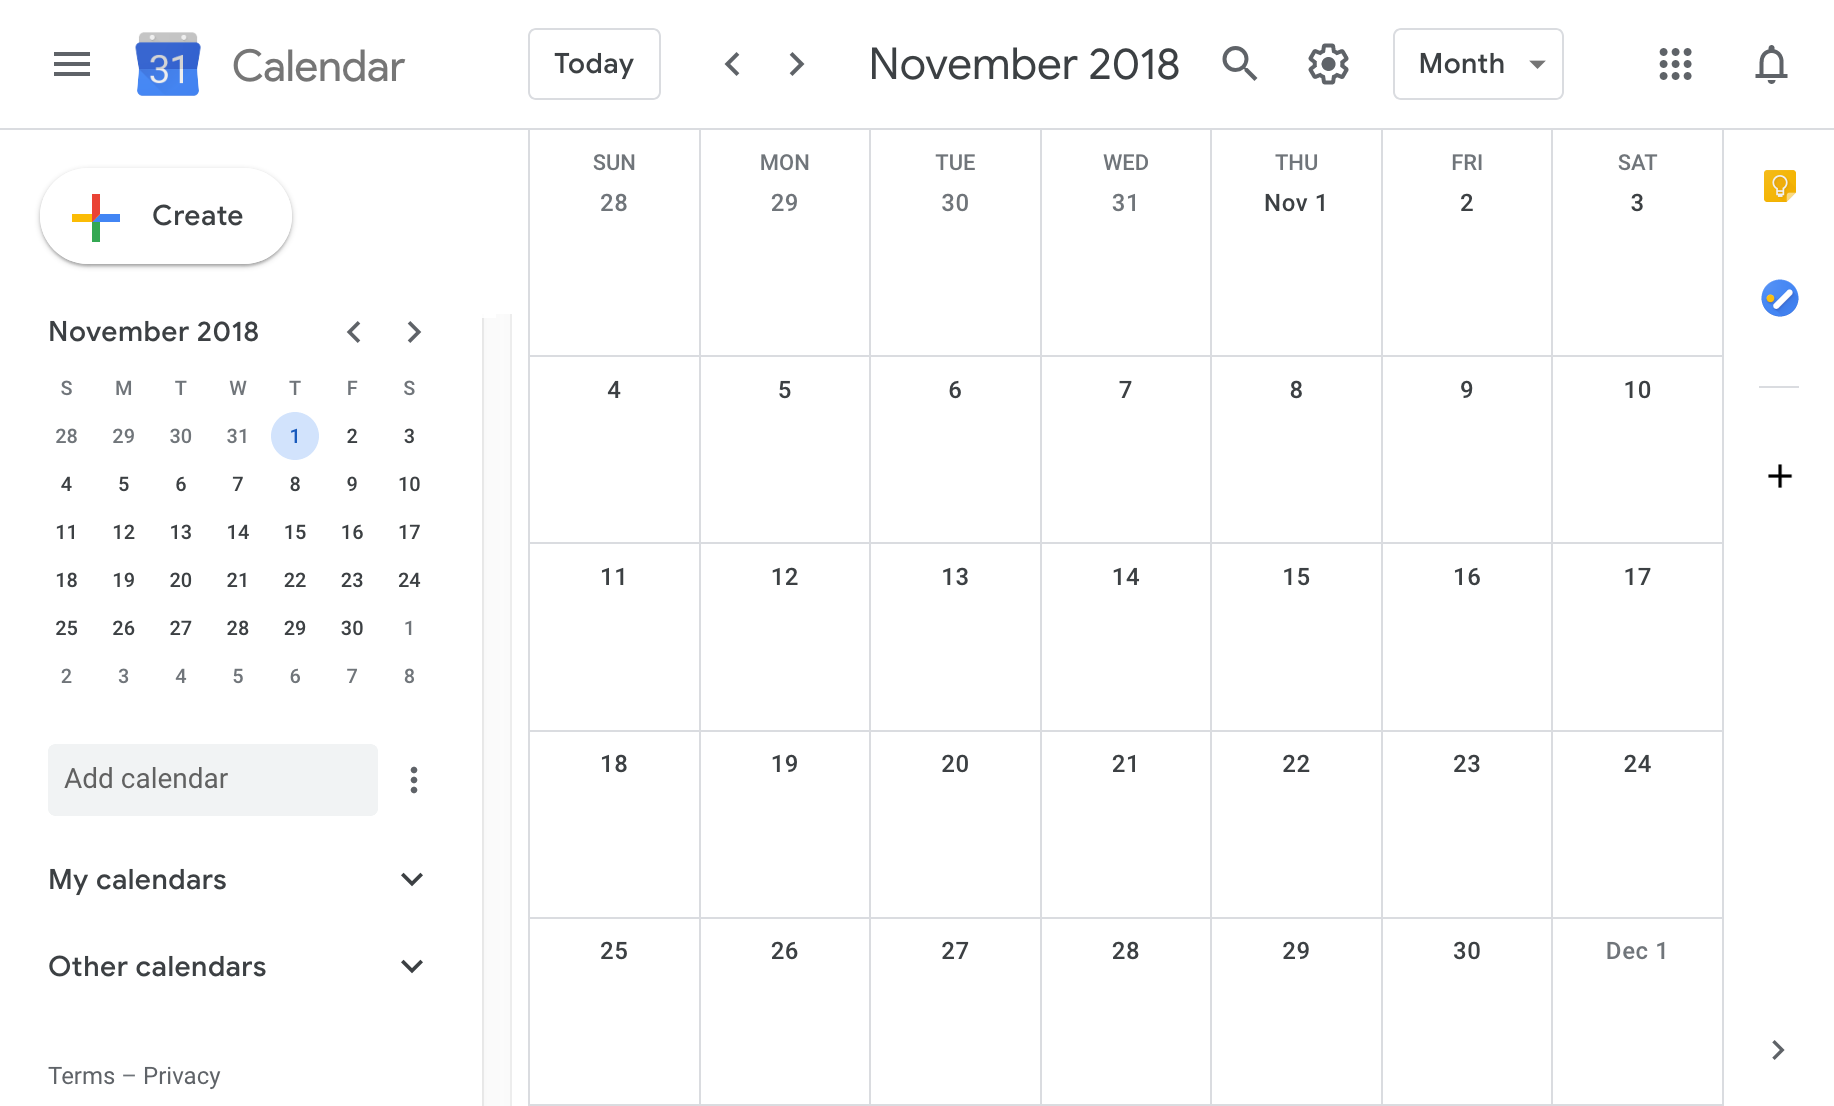 31 Calendar Today November 2018 Month
Create
November 2018
S M T W T F S
28 29 30 31 1 2 3
4 5 6 7 8 9 10
11 12 13 14 15 16 17
18 19 20 21 22 23 24
25 26 27 28 29 30 1
2 3 4 5 6 7 8
Add calendar
My calendars
Other calendars
Terms – Privacy
SUN MON TUE WED THU FRI SAT
28 29 30 31 Nov 1 2 3
4 5 6 7 8 9 10
11 12 13 14 15 16 17
18 19 20 21 22 23 24
25 26 27 28 29 30 Dec 1